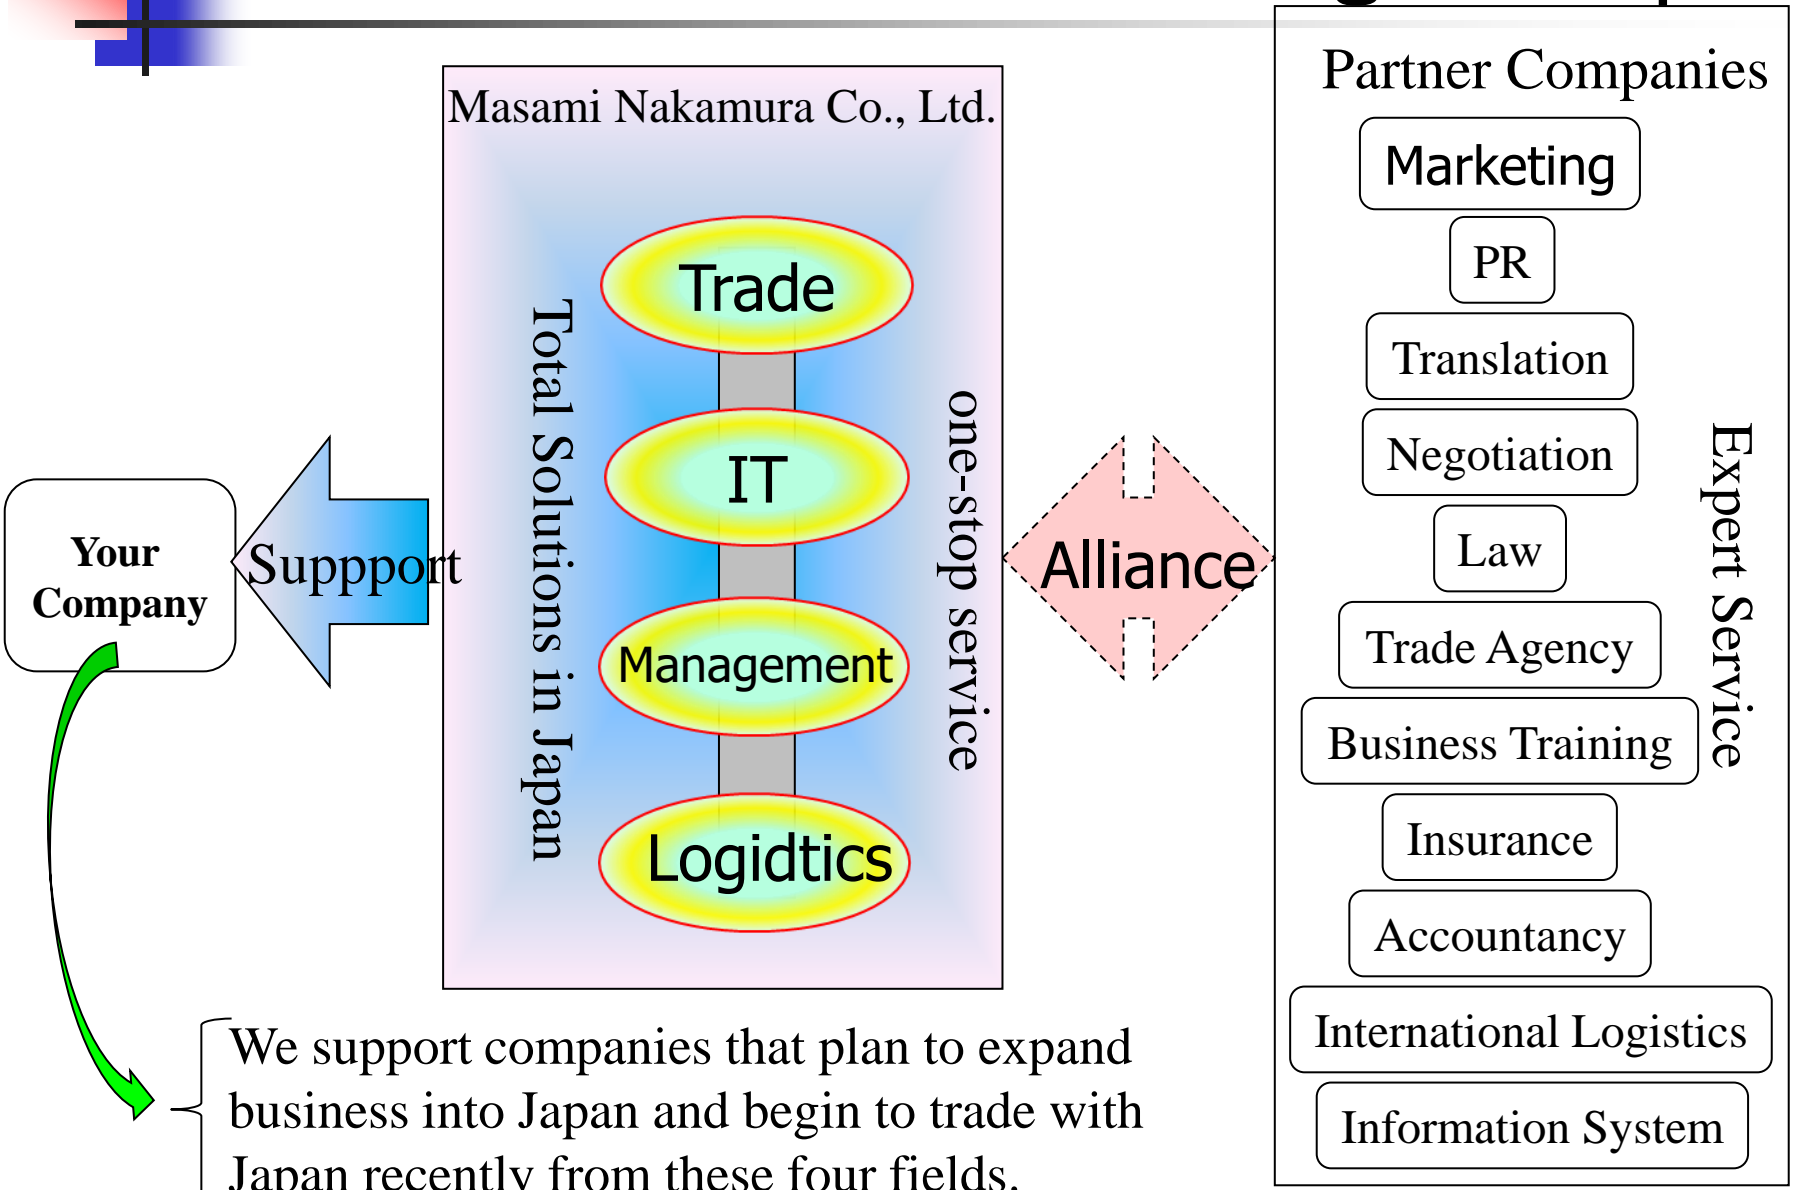 Masami Nakamura Co., Ltd.
Trade
IT
Management
Logidtics
Total Solutions in Japan
one-stop service
Your
Company
Suppport
Alliance
Partner Companies
Marketing
PR
Translation
Negotiation
Law
Trade Agency
Business Training
Insurance
Accountancy
International Logistics
Information System
Expert Service
We support companies that plan to expand
business into Japan and begin to trade with
Japan recently from these four fields.